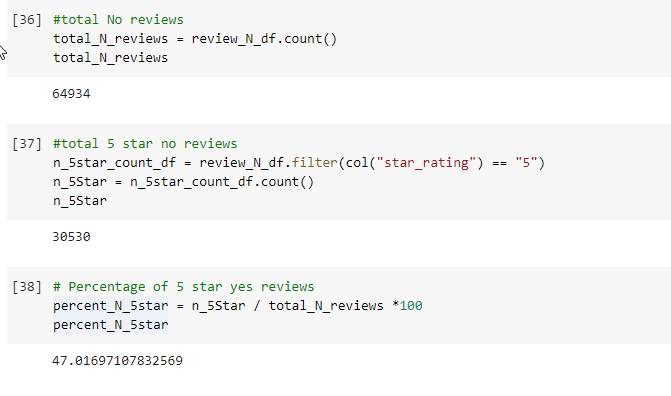 [36] #total No reviews
total_N_reviews = review_N_df.count()
total_N_reviews
64934
[37] #total 5 star no reviews
n_5star_count_df = review_N_df.filter(col("star_rating") == "5")
n_5Star = n_5star_count_df.count()
n_5Star
30530
[38] # Percentage of 5 star yes reviews
percent_N_5star = n_5Star / total_N_reviews *100
percent_N_5star
47.01697107832569